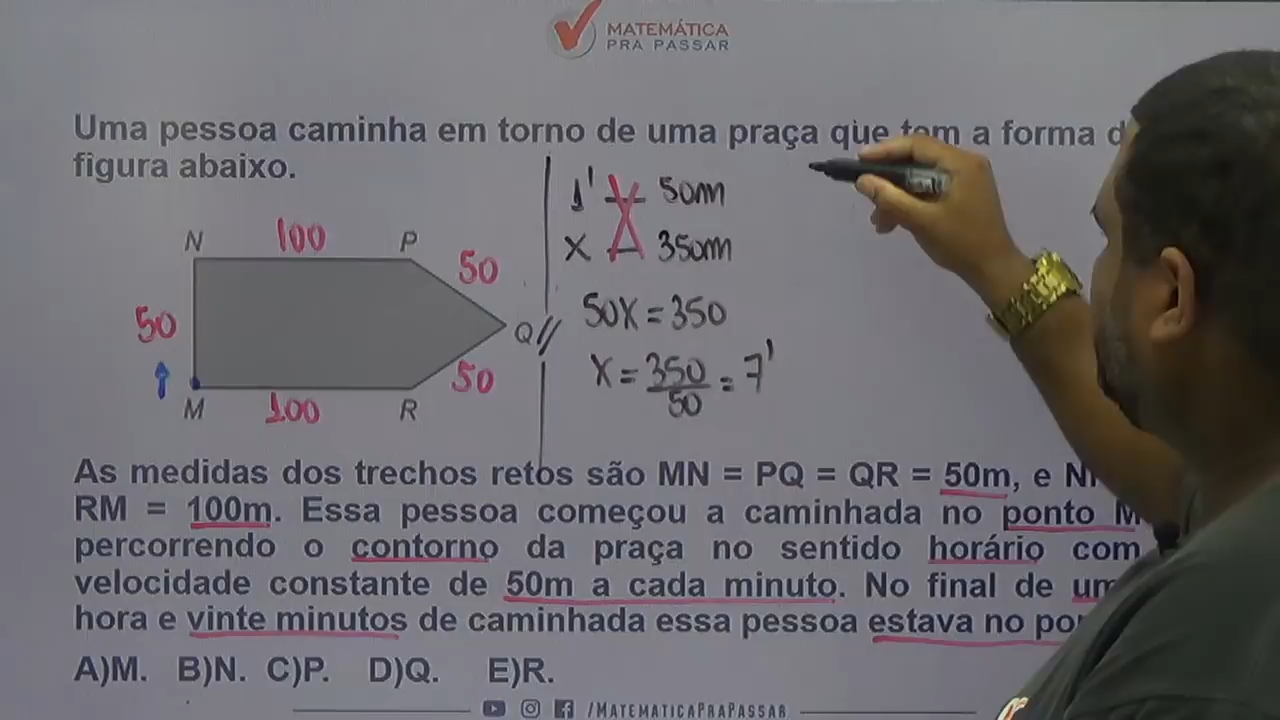 MATEMÁTICA
PRA PASSAR
Uma pessoa caminha em torno de uma praça que tem a forma
figura abaixo.
1' 50m
x 350m
50x = 350
x = 350/50 = 7'
N 100 P
50
50
Q
50
M 100 R
As medidas dos trechos retos são MN = PQ = QR = 50m, e
RM = 100m. Essa pessoa começou a caminhada no ponto M
percorrendo o contorno da praça no sentido horário com
velocidade constante de 50m a cada minuto. No final de
hora e vinte minutos de caminhada essa pessoa estava no
A)M. B)N. C)P. D)Q. E)R.
/MATEMATICAPRAPASSAR